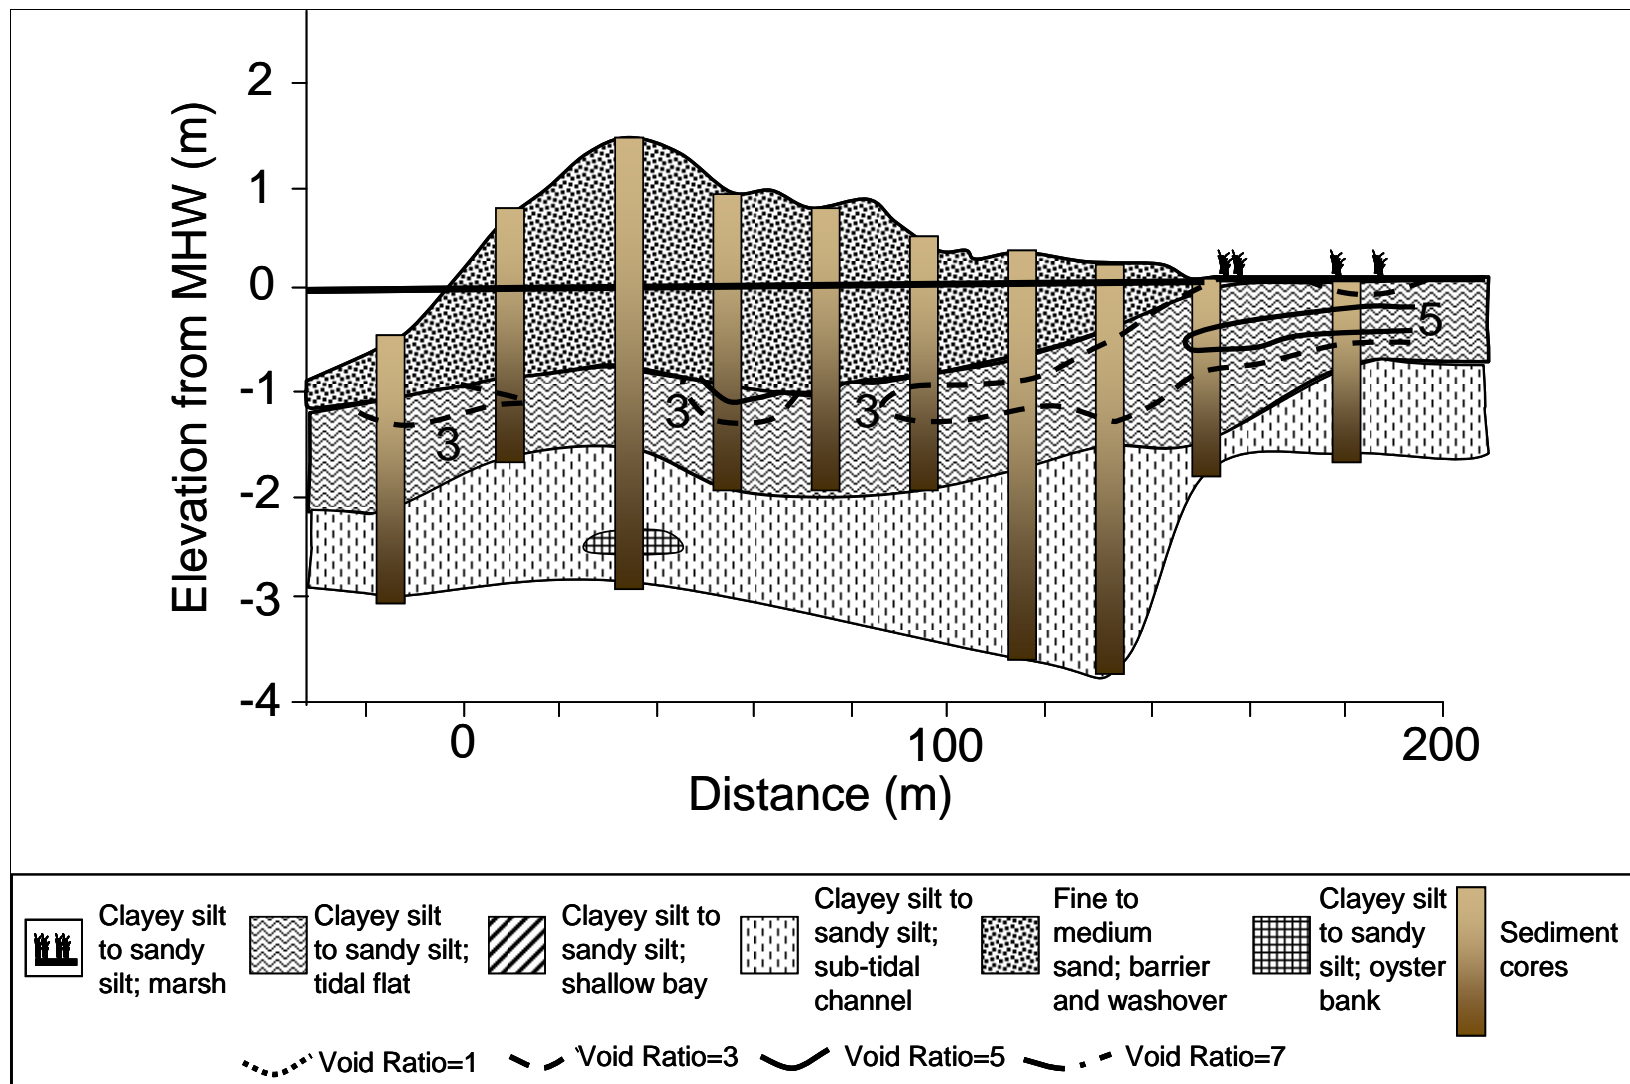 2
1
0
-1
-2
-3
-4
Elevation from MHW (m)
3
3
3
5
0
100
200
Distance (m)
Clayey silt
to sandy
silt; marsh
Clayey silt
to sandy silt;
tidal flat
Clayey silt to
sandy silt;
shallow bay
Clayey silt to
sandy silt;
sub-tidal
channel
Fine to
medium
sand; barrier
and washover
Clayey silt
to sandy
silt; oyster
bank
Sediment
cores
Void Ratio=1
Void Ratio=3
Void Ratio=5
Void Ratio=7